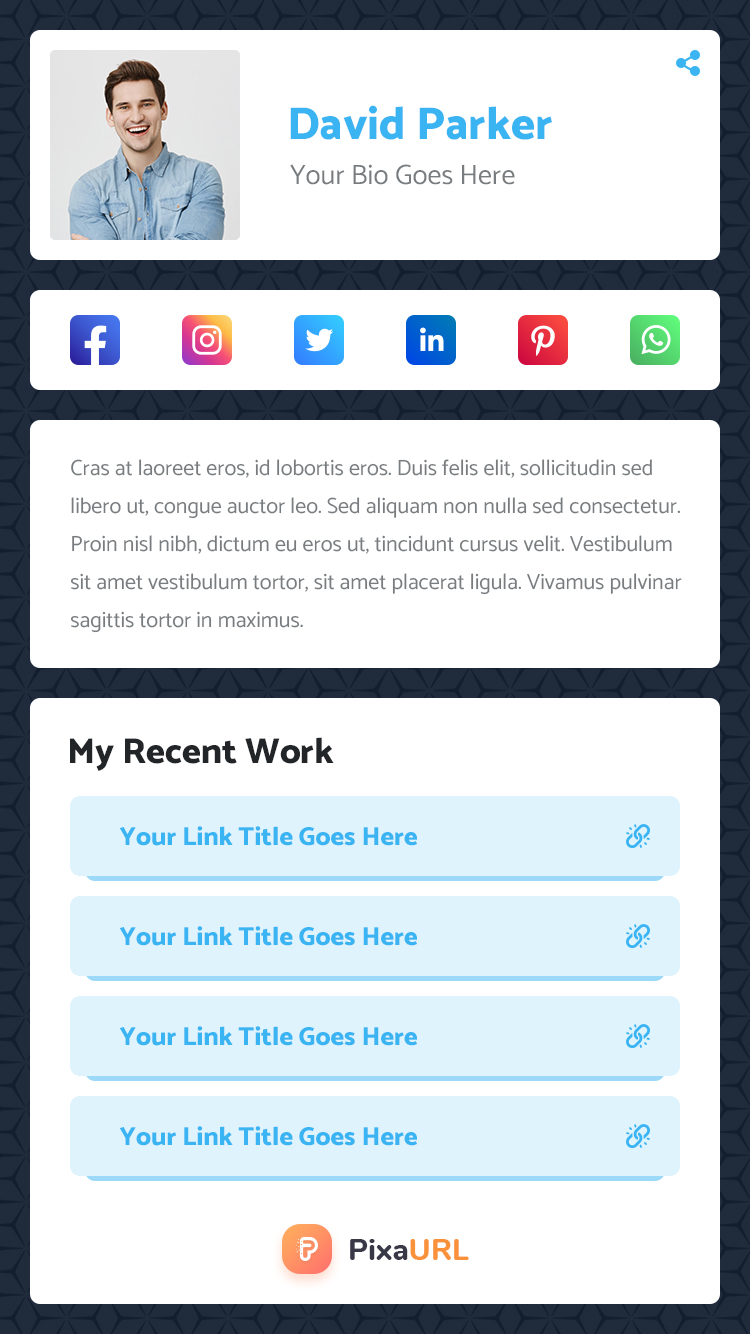 David Parker
Your Bio Goes Here
in
Cras at laoreet eros, id lobortis eros. Duis felis elit, sollicitudin sed
libero ut, congue auctor leo. Sed aliquam non nulla sed consectetur.
Proin nisl nibh, dictum eu eros ut, tincidunt cursus velit. Vestibulum
sit amet vestibulum tortor, sit amet placerat ligula. Vivamus pulvinar
sagittis tortor in maximus.
My Recent Work
Your Link Title Goes Here
Your Link Title Goes Here
Your Link Title Goes Here
Your Link Title Goes Here
PixaURL